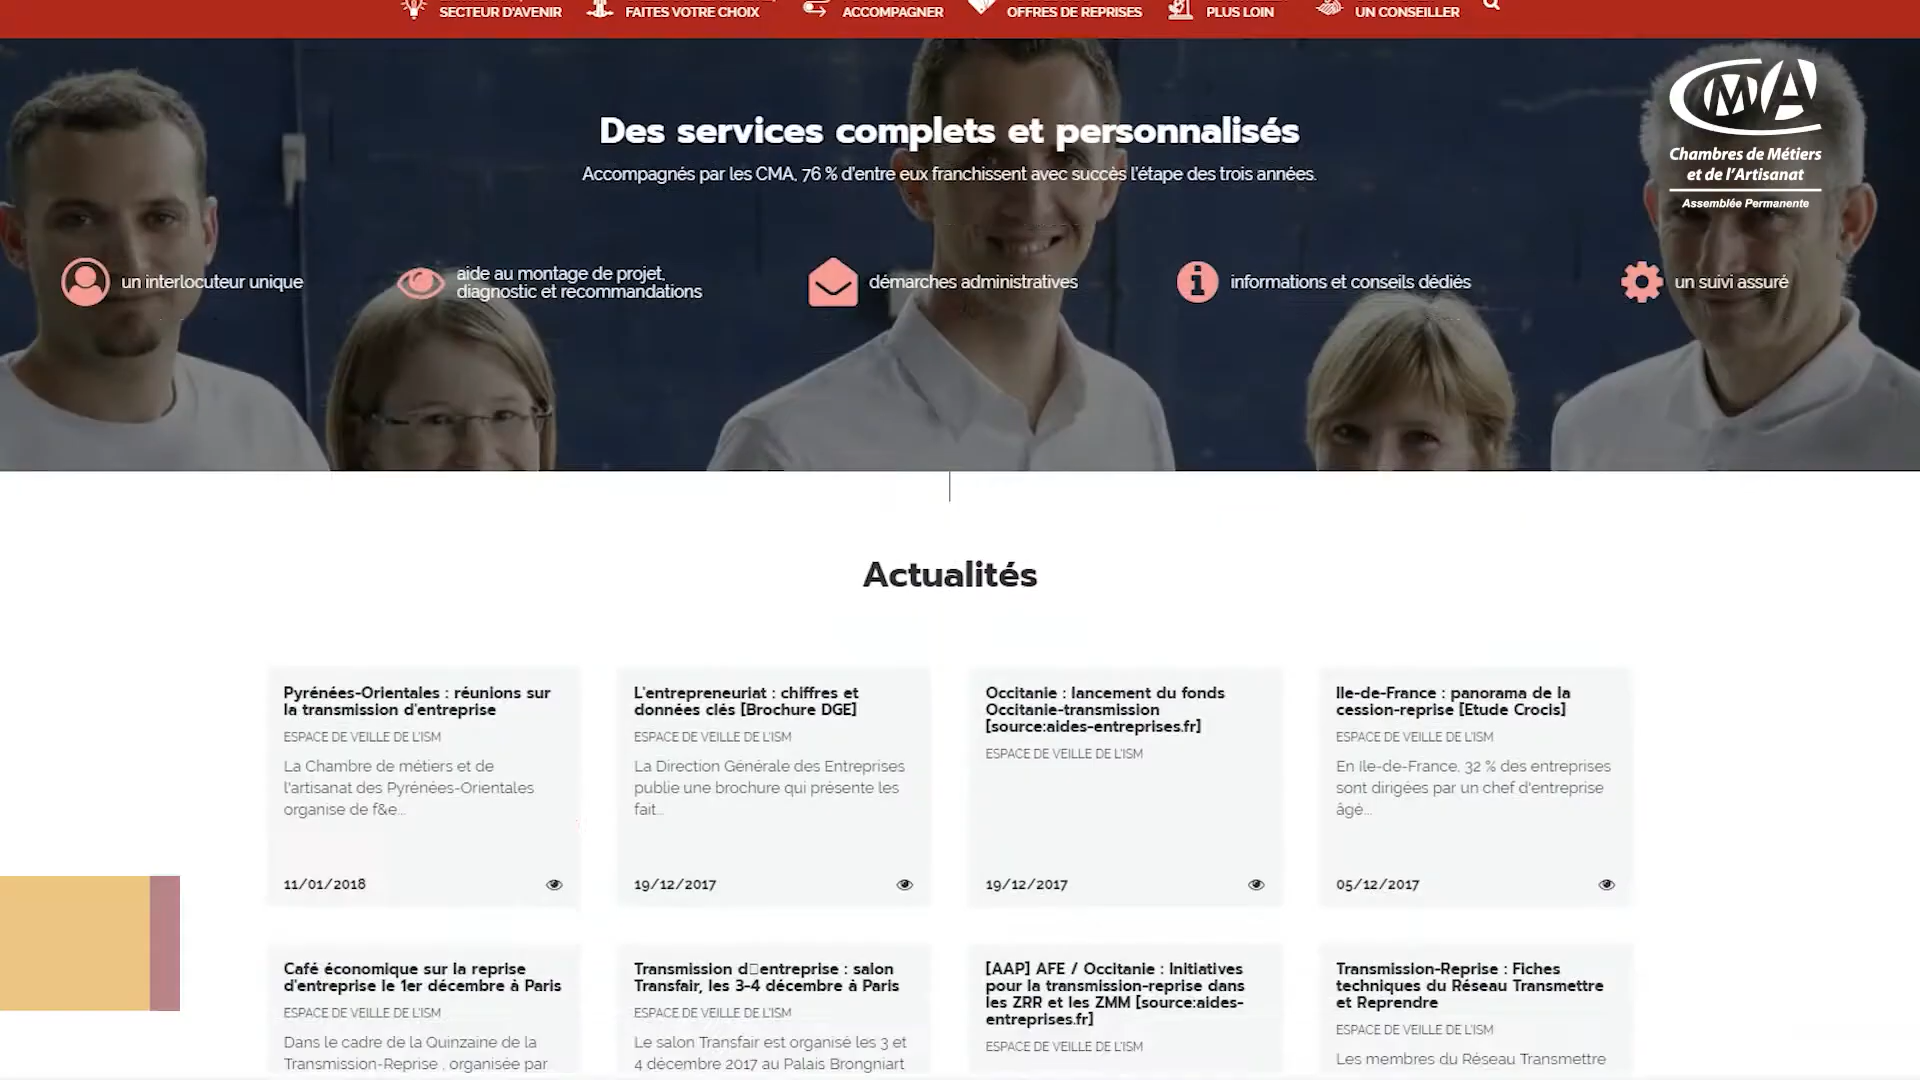 SECTEUR D'AVENIR
FAITES VOTRE CHOIX
ACCOMPAGNER
OFFRES DE REPRISES
PLUS LOIN
UN CONSEILLER
Des services complets et personnalisés
Accompagnés par les CMA, 76 % d'entre eux franchissent avec succès l'étape des trois années.
CMA
Chambres de Métiers
et de l'Artisanat
Assemblée Permanente
un interlocuteur unique
aide au montage de projet,
diagnostic et recommandations
démarches administratives
informations et conseils dédiés
un suivi assuré
Actualités
Pyrénées-Orientales : réunions sur
la transmission d'entreprise
ESPACE DE VEILLE DE L'ISM
La Chambre de métiers et de
l'artisanat des Pyrénées-Orientales
organise de f&e...
11/01/2018
L'entrepreneuriat : chiffres et
données clés [Brochure DGE]
ESPACE DE VEILLE DE L'ISM
La Direction Générale des Entreprises
publie une brochure qui présente les
fait...
19/12/2017
Occitanie : lancement du fonds
Occitanie-transmission
[source:aides-entreprises.fr]
ESPACE DE VEILLE DE L'ISM
19/12/2017
Ile-de-France : panorama de la
cession-reprise [Etude Crocis]
ESPACE DE VEILLE DE L'ISM
En Ile-de-France, 32 % des entreprises
sont dirigées par un chef d'entreprise
âgé...
05/12/2017
Café économique sur la reprise
d'entreprise le 1er décembre à Paris
ESPACE DE VEILLE DE L'ISM
Dans le cadre de la Quinzaine de la
Transmission-Reprise , organisée par
Transmission d□entreprise : salon
Transfair, les 3-4 décembre à Paris
ESPACE DE VEILLE DE L'ISM
Le salon Transfair est organisé les 3 et
4 décembre 2017 au Palais Brongniart
[AAP] AFE / Occitanie : Initiatives
pour la transmission-reprise dans
les ZRR et les ZMM [source:aides-
entreprises.fr]
ESPACE DE VEILLE DE L'ISM
Transmission-Reprise : Fiches
techniques du Réseau Transmettre
et Reprendre
ESPACE DE VEILLE DE L'ISM
Les membres du Réseau Transmettre